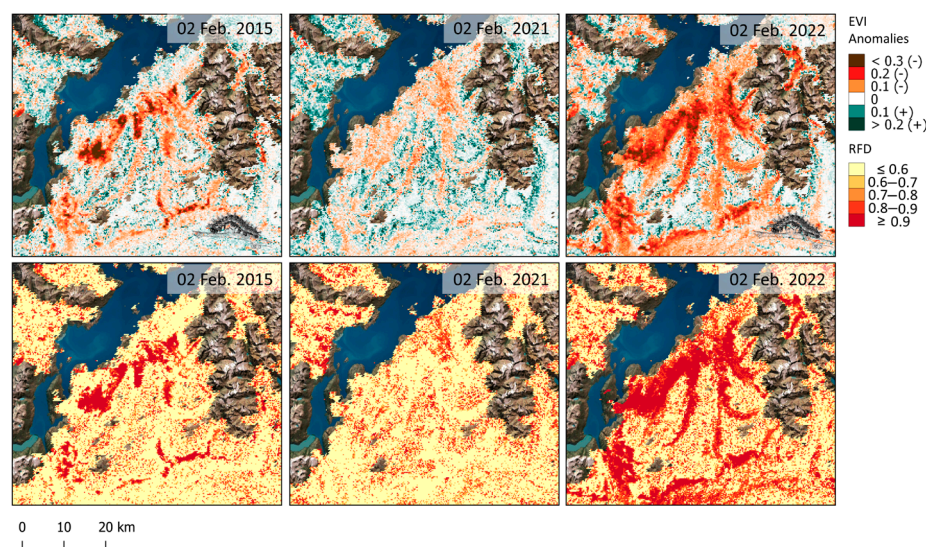 02 Feb. 2015
02 Feb. 2021
02 Feb. 2022
EVI
Anomalies
< 0.3 (-)
0.2 (-)
0.1 (-)
0
0.1 (+)
> 0.2 (+)
RFD
≤ 0.6
0.6–0.7
0.7–0.8
0.8–0.9
≥ 0.9
02 Feb. 2015
02 Feb. 2021
02 Feb. 2022
0 10 20 km